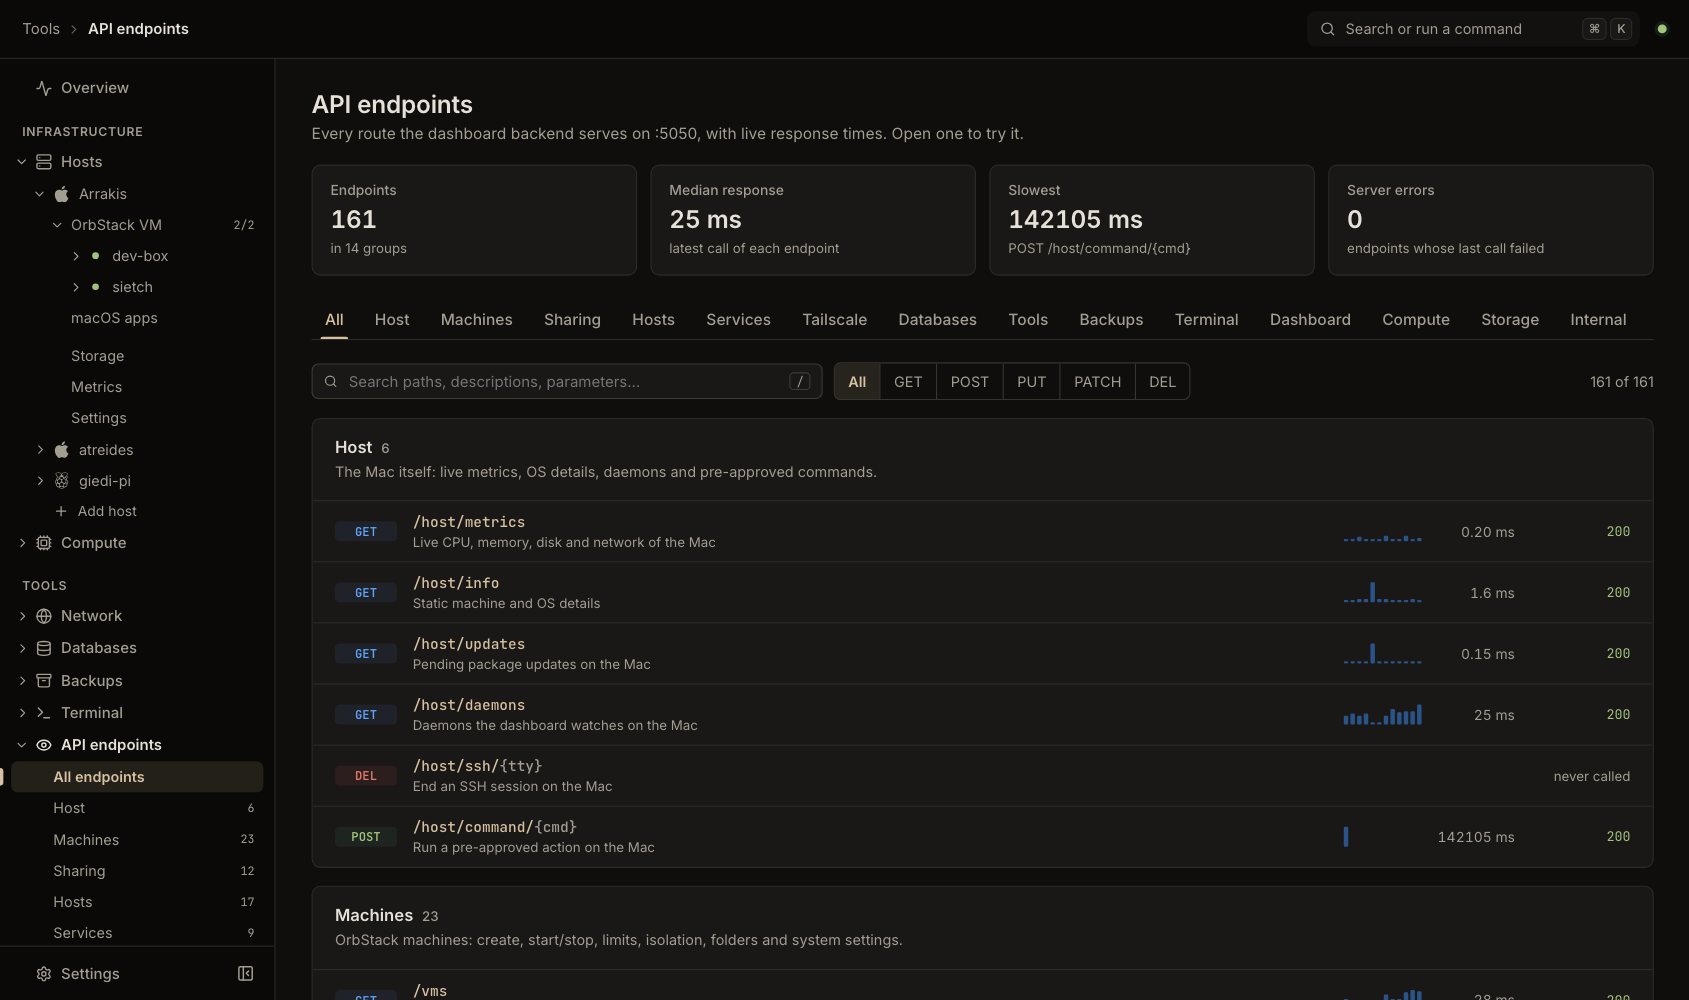 Tools > API endpoints
Search or run a command ⌘ K
Overview
INFRASTRUCTURE
Hosts
Arrakis
OrbStack VM 2/2
dev-box
sietch
macOS apps
Storage
Metrics
Settings
atreides
giedi-pi
+ Add host
Compute
TOOLS
Network
Databases
Backups
Terminal
API endpoints
All endpoints
Host 6
Machines 23
Sharing 12
Hosts 17
Services 9
Settings
API endpoints
Every route the dashboard backend serves on :5050, with live response times. Open one to try it.
Endpoints
161
in 14 groups
Median response
25 ms
latest call of each endpoint
Slowest
142105 ms
POST /host/command/{cmd}
Server errors
0
endpoints whose last call failed
All Host Machines Sharing Hosts Services Tailscale Databases Tools Backups Terminal Dashboard Compute Storage Internal
Search paths, descriptions, parameters... / All GET POST PUT PATCH DEL 161 of 161
Host 6
The Mac itself: live metrics, OS details, daemons and pre-approved commands.
GET /host/metrics 0.20 ms 200
Live CPU, memory, disk and network of the Mac
GET /host/info 1.6 ms 200
Static machine and OS details
GET /host/updates 0.15 ms 200
Pending package updates on the Mac
GET /host/daemons 25 ms 200
Daemons the dashboard watches on the Mac
DEL /host/ssh/{tty} never called
End an SSH session on the Mac
POST /host/command/{cmd} 142105 ms 200
Run a pre-approved action on the Mac
Machines 23
OrbStack machines: create, start/stop, limits, isolation, folders and system settings.
GET /vms 28 ms 200